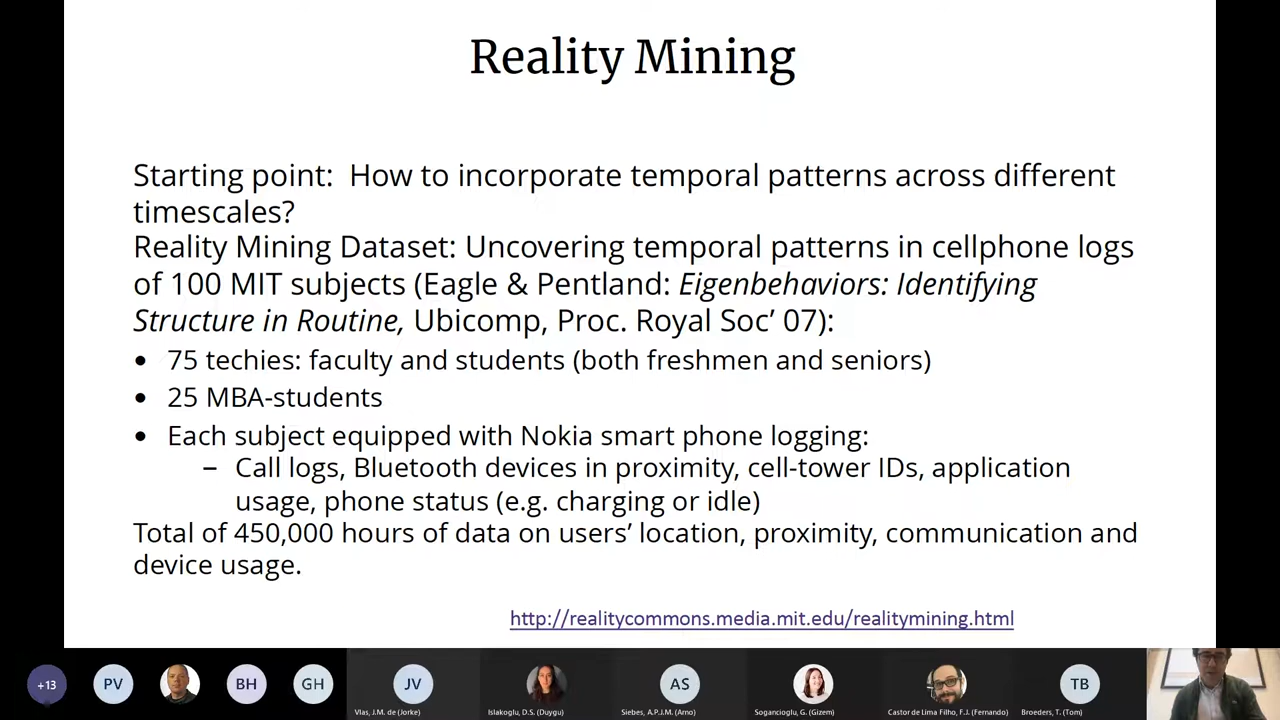 Reality Mining
Starting point:  How to incorporate temporal patterns across different
timescales?
Reality Mining Dataset: Uncovering temporal patterns in cellphone logs
of 100 MIT subjects (Eagle & Pentland: Eigenbehaviors: Identifying
Structure in Routine, Ubicomp, Proc. Royal Soc’ 07):
• 75 techies: faculty and students (both freshmen and seniors)
• 25 MBA-students
• Each subject equipped with Nokia smart phone logging:
– Call logs, Bluetooth devices in proximity, cell-tower IDs, application
usage, phone status (e.g. charging or idle)
Total of 450,000 hours of data on users’ location, proximity, communication and
device usage.
http://realitycommons.media.mit.edu/realitymining.html
+13 PV BH GH JV AS TB
Vlas, J.M. de (Jorke) Islakoglu, D.S. (Duygu) Siebes, A.P.J.M. (Arno) Sogancioglu, G. (Gizem) Castor de Lima Filho, F.J. (Fernando) Broeders, T. (Tom)